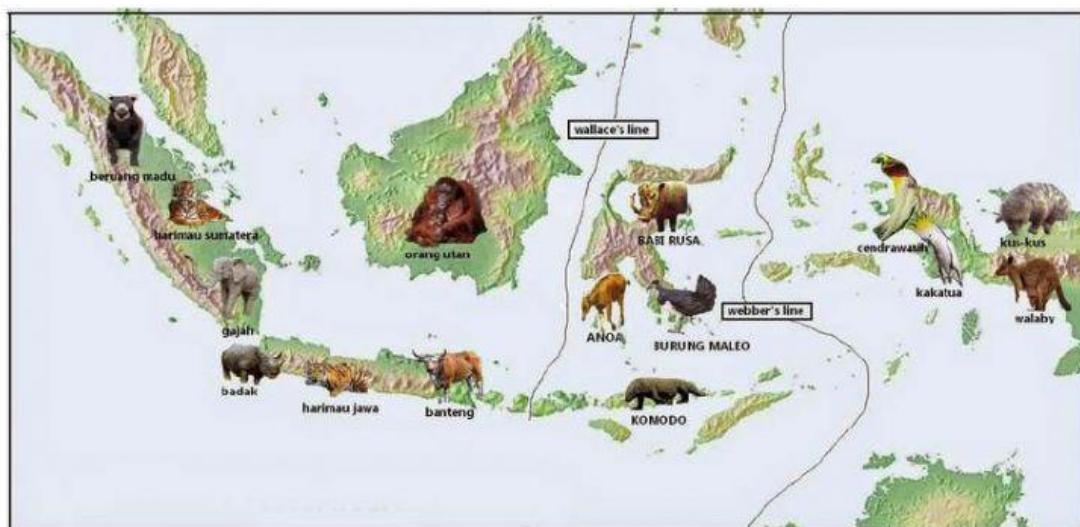 wallace's line
beruang madu
harimau sumatera
orang utan
BABI RUSA
cendrawasih
kus-kus
kakatua
walaby
gajah
ANOA
BURUNG MALEO
webber's line
badak
harimau jawa
banteng
KOMODO